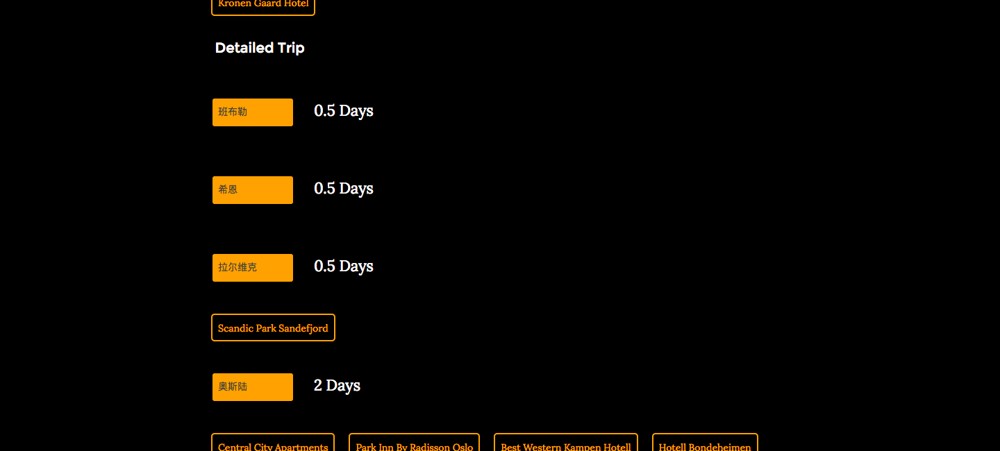 Kronen Gaard Hotel
Detailed Trip
班布勒 0.5 Days
希恩 0.5 Days
拉尔维克 0.5 Days
Scandic Park Sandefjord
奥斯陆 2 Days
Central City Apartments Park Inn By Radisson Oslo Best Western Kampen Hotell Hotell Bondeheimen